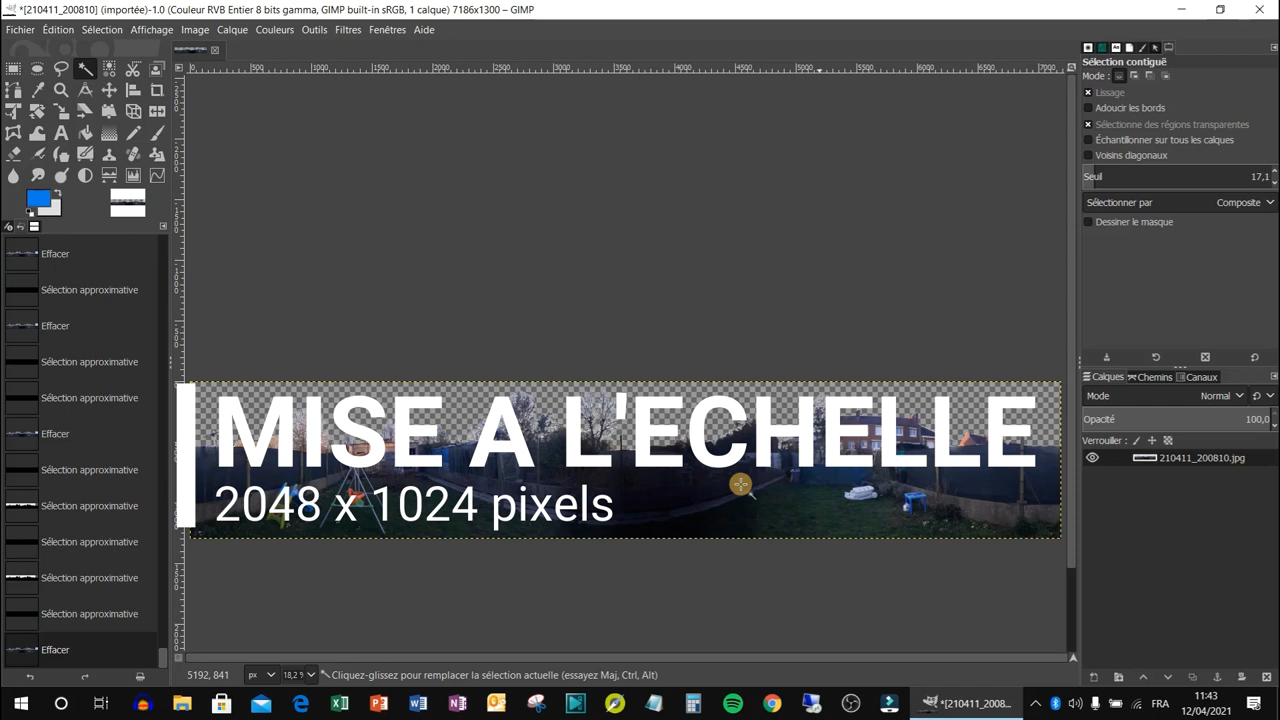 *[210411_200810] (importée)-1.0 (Couleur RVB Entier 8 bits gamma, GIMP built-in sRGB, 1 calque) 7186x1300 – GIMP
Fichier Édition Sélection Affichage Image Calque Couleurs Outils Filtres Fenêtres Aide
Sélection contiguë
Mode :
Lissage
Adoucir les bords
Sélectionne des régions transparentes
Échantillonner sur tous les calques
Voisins diagonaux
Seuil 17,1
Sélectionner par Composite
Dessiner le masque
Effacer
Sélection approximative
Effacer
Sélection approximative
Sélection approximative
Effacer
Sélection approximative
Sélection approximative
Sélection approximative
Sélection approximative
Sélection approximative
Effacer
MISE A L'ECHELLE
2048 x 1024 pixels
Calques Chemins Canaux
Mode Normal
Opacité 100,0
Verrouiller :
210411_200810.jpg
5192, 841 px 18,2 % Cliquez-glissez pour remplacer la sélection actuelle (essayez Maj, Ctrl, Alt)
*[210411_2008...
FRA
11:43
12/04/2021